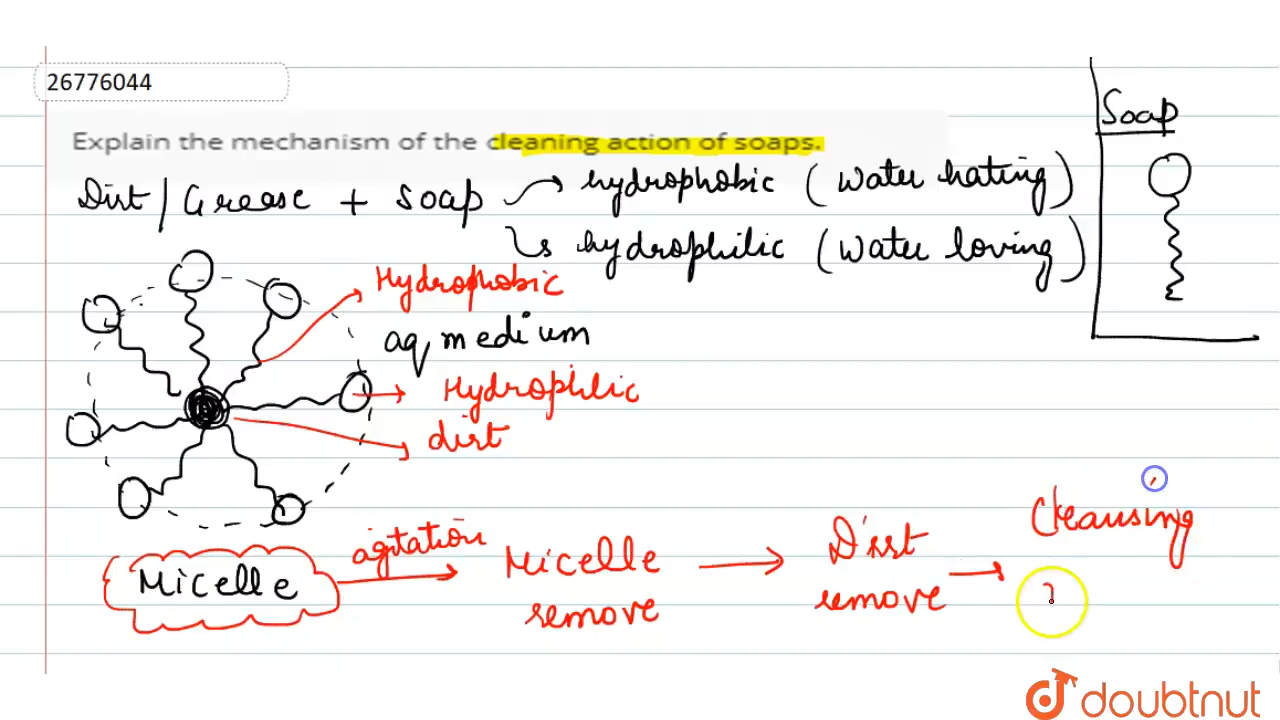 26776044
Soap
Explain the mechanism of the cleaning action of soaps.
Dirt / Grease + Soap → hydrophobic (Water hating)
↳ hydrophilic (Water loving)
Hydrophobic
aq medium
Hydrophilic
dirt
Micelle
agitation
Micelle
remove
Dirt
remove
Cleansing
doubtnut